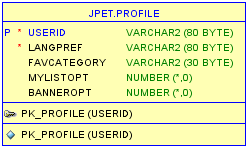 JPET.PROFILE
P * USERID VARCHAR2 (80 BYTE)
* LANGPREF VARCHAR2 (80 BYTE)
FAVCATEGORY VARCHAR2 (30 BYTE)
MYLISTOPT NUMBER (*,0)
BANNEROPT NUMBER (*,0)
PK_PROFILE (USERID)
PK_PROFILE (USERID)